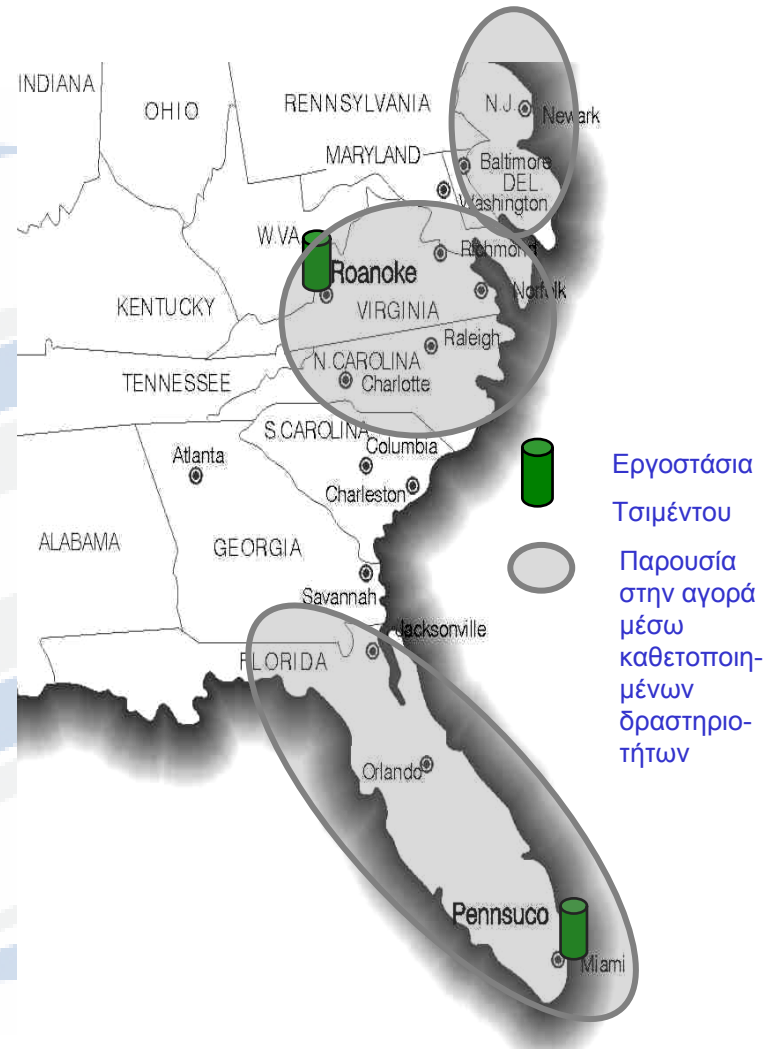 INDIANA
OHIO
RENNSYLVANIA
N.J.
Newark
MARYLAND
Baltimore
DEL.
Washington
W.VA
Richmond
Roanoke
Norfolk
KENTUCKY
VIRGINIA
Raleigh
N.CAROLINA
TENNESSEE
Charlotte
S.CAROLINA
Columbia
Atlanta
Charleston
Εργοστάσια
Τσιμέντου
ALABAMA
GEORGIA
Παρουσία
στην αγορά
μέσω
καθετοποιη-
μένων
δραστηριο-
τήτων
Savannah
Jacksonville
FLORIDA
Orlando
Pennsuco
Miami